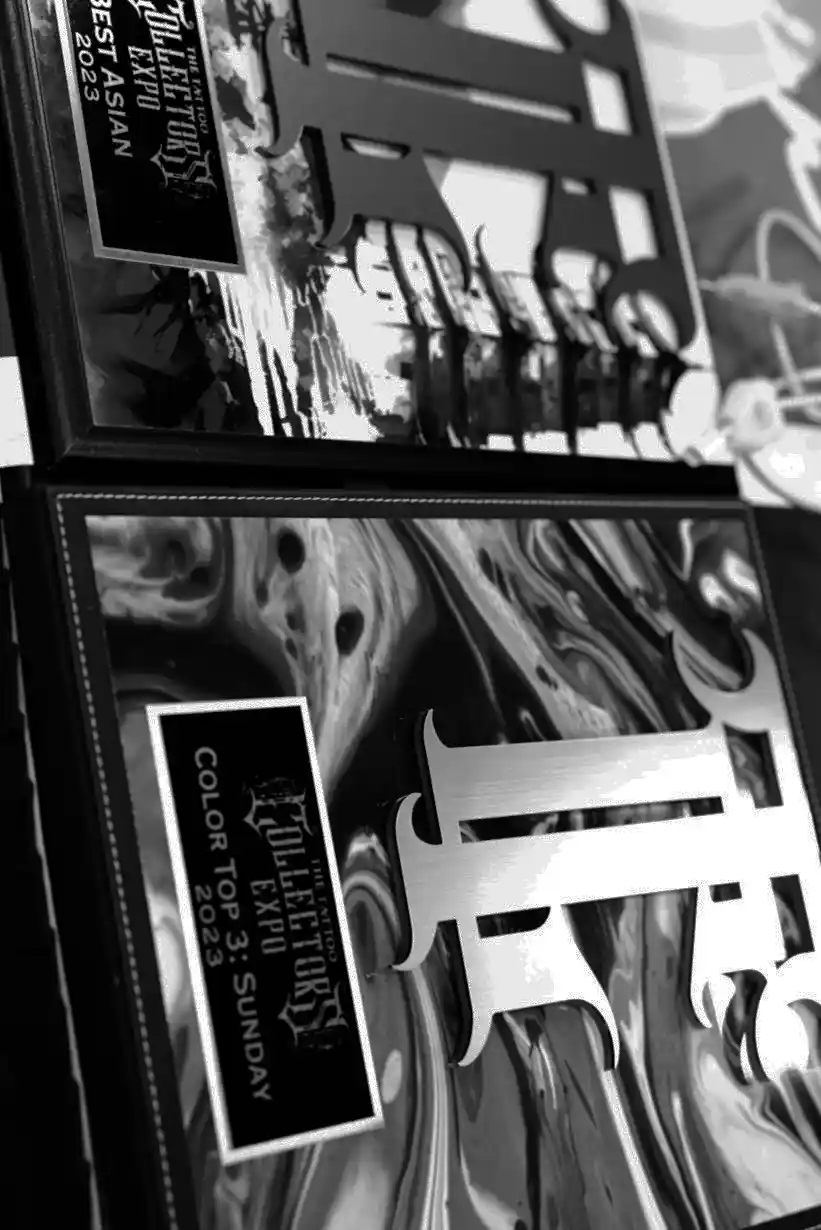 THE TATTOO
COLLECTORS
EXPO
BEST ASIAN
2023
THE TATTOO
COLLECTORS
EXPO
COLOR TOP 3: SUNDAY
2023